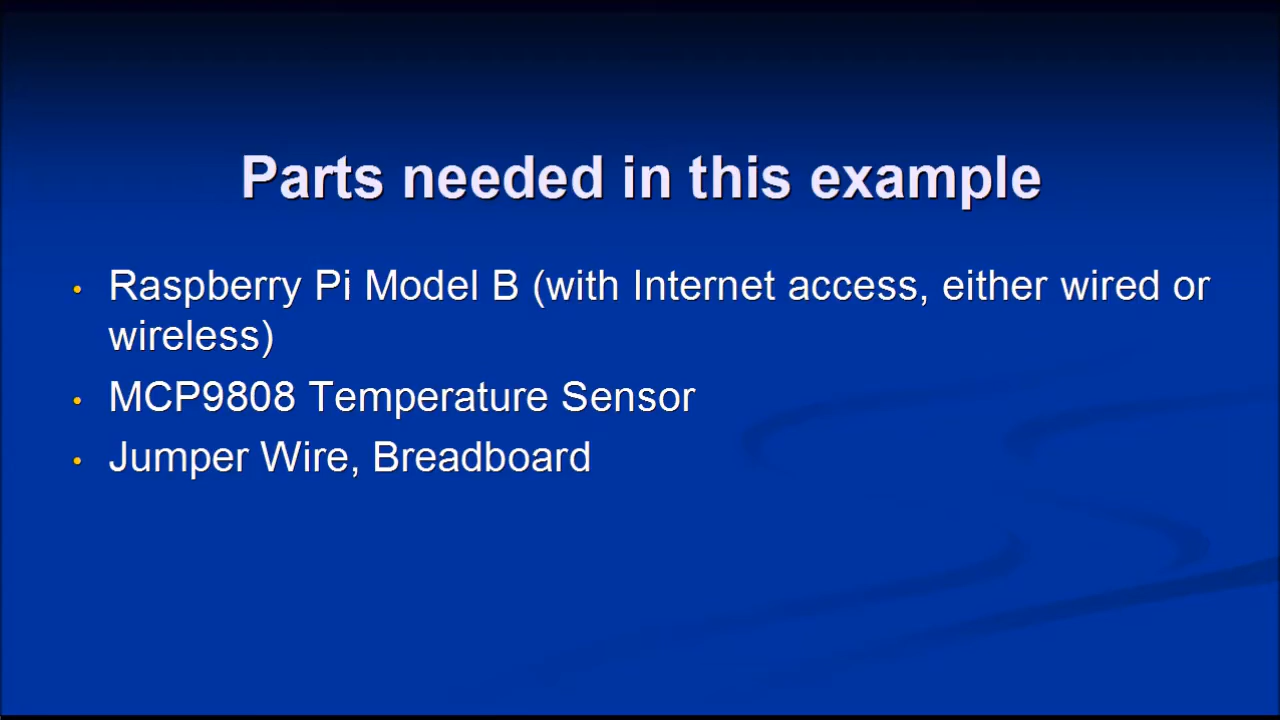 Parts needed in this example
• Raspberry Pi Model B (with Internet access, either wired or
wireless)
• MCP9808 Temperature Sensor
• Jumper Wire, Breadboard